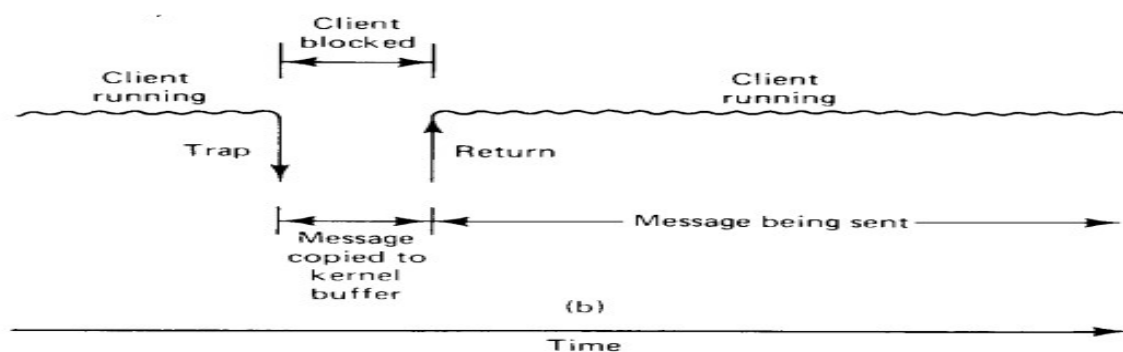 Client
blocked
Client
running
Client
running
Trap
Return
Message being sent
Message
copied to
kernel
buffer
(b)
Time